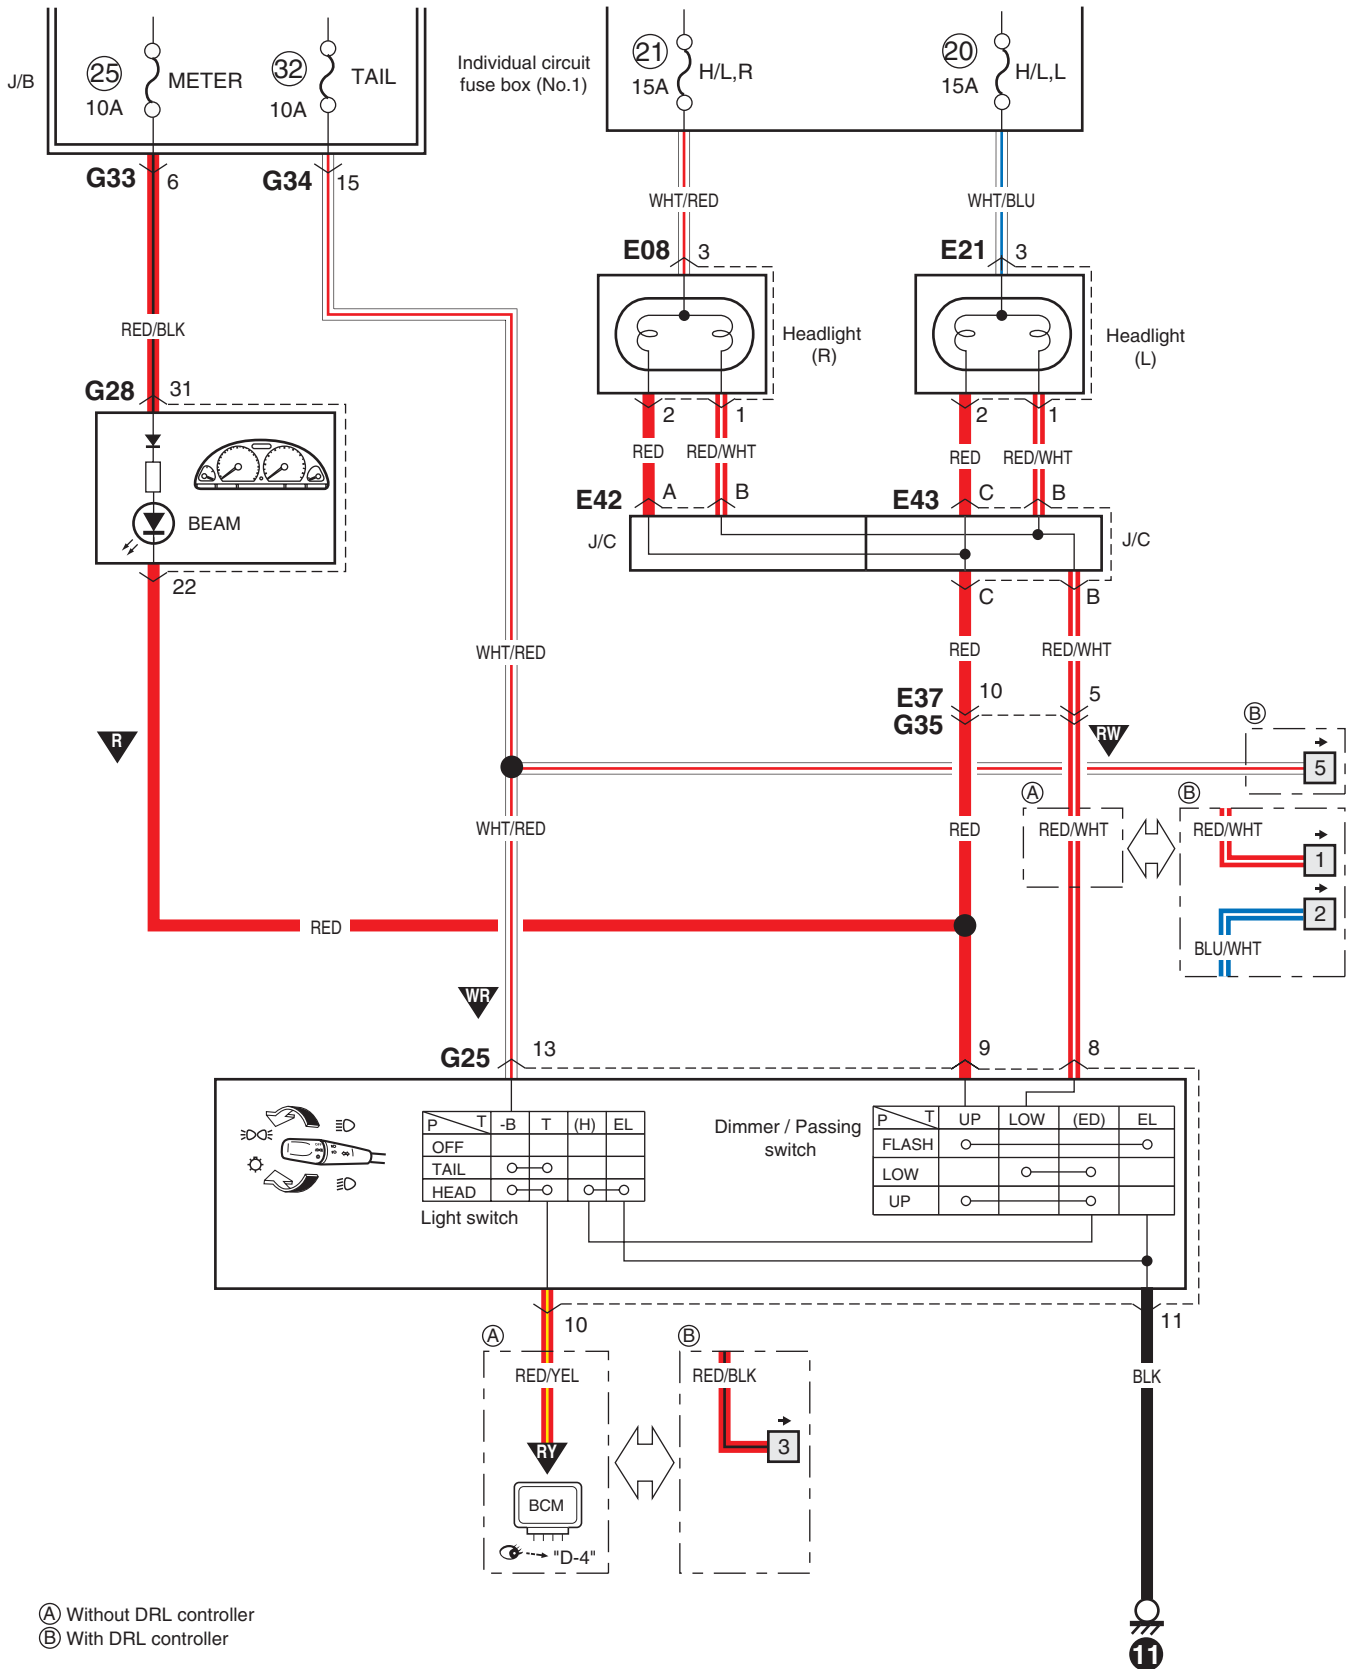 J/B
25
10A
METER
32
10A
TAIL
Individual circuit
fuse box (No.1)
21
15A
H/L,R
20
15A
H/L,L
G33
6
G34
15
WHT/RED
WHT/BLU
E08
3
E21
3
RED/BLK
Headlight
(R)
Headlight
(L)
G28
31
2
1
2
1
RED
RED/WHT
RED
RED/WHT
E42
A
B
E43
C
B
BEAM
J/C
J/C
22
C
B
WHT/RED
RED
RED/WHT
E37
10
5
G35
R
RW
B
5
A
B
WHT/RED
RED
RED/WHT
RED/WHT
1
2
RED
BLU/WHT
WR
G25
13
9
8
P
T
-B
T
(H)
EL
OFF
TAIL
HEAD
Light switch
OFF
Dimmer / Passing
switch
P
T
UP
LOW
(ED)
EL
FLASH
LOW
UP
10
11
A
B
RED/YEL
RED/BLK
BLK
3
RY
BCM
"D-4"
A Without DRL controller
B With DRL controller
11